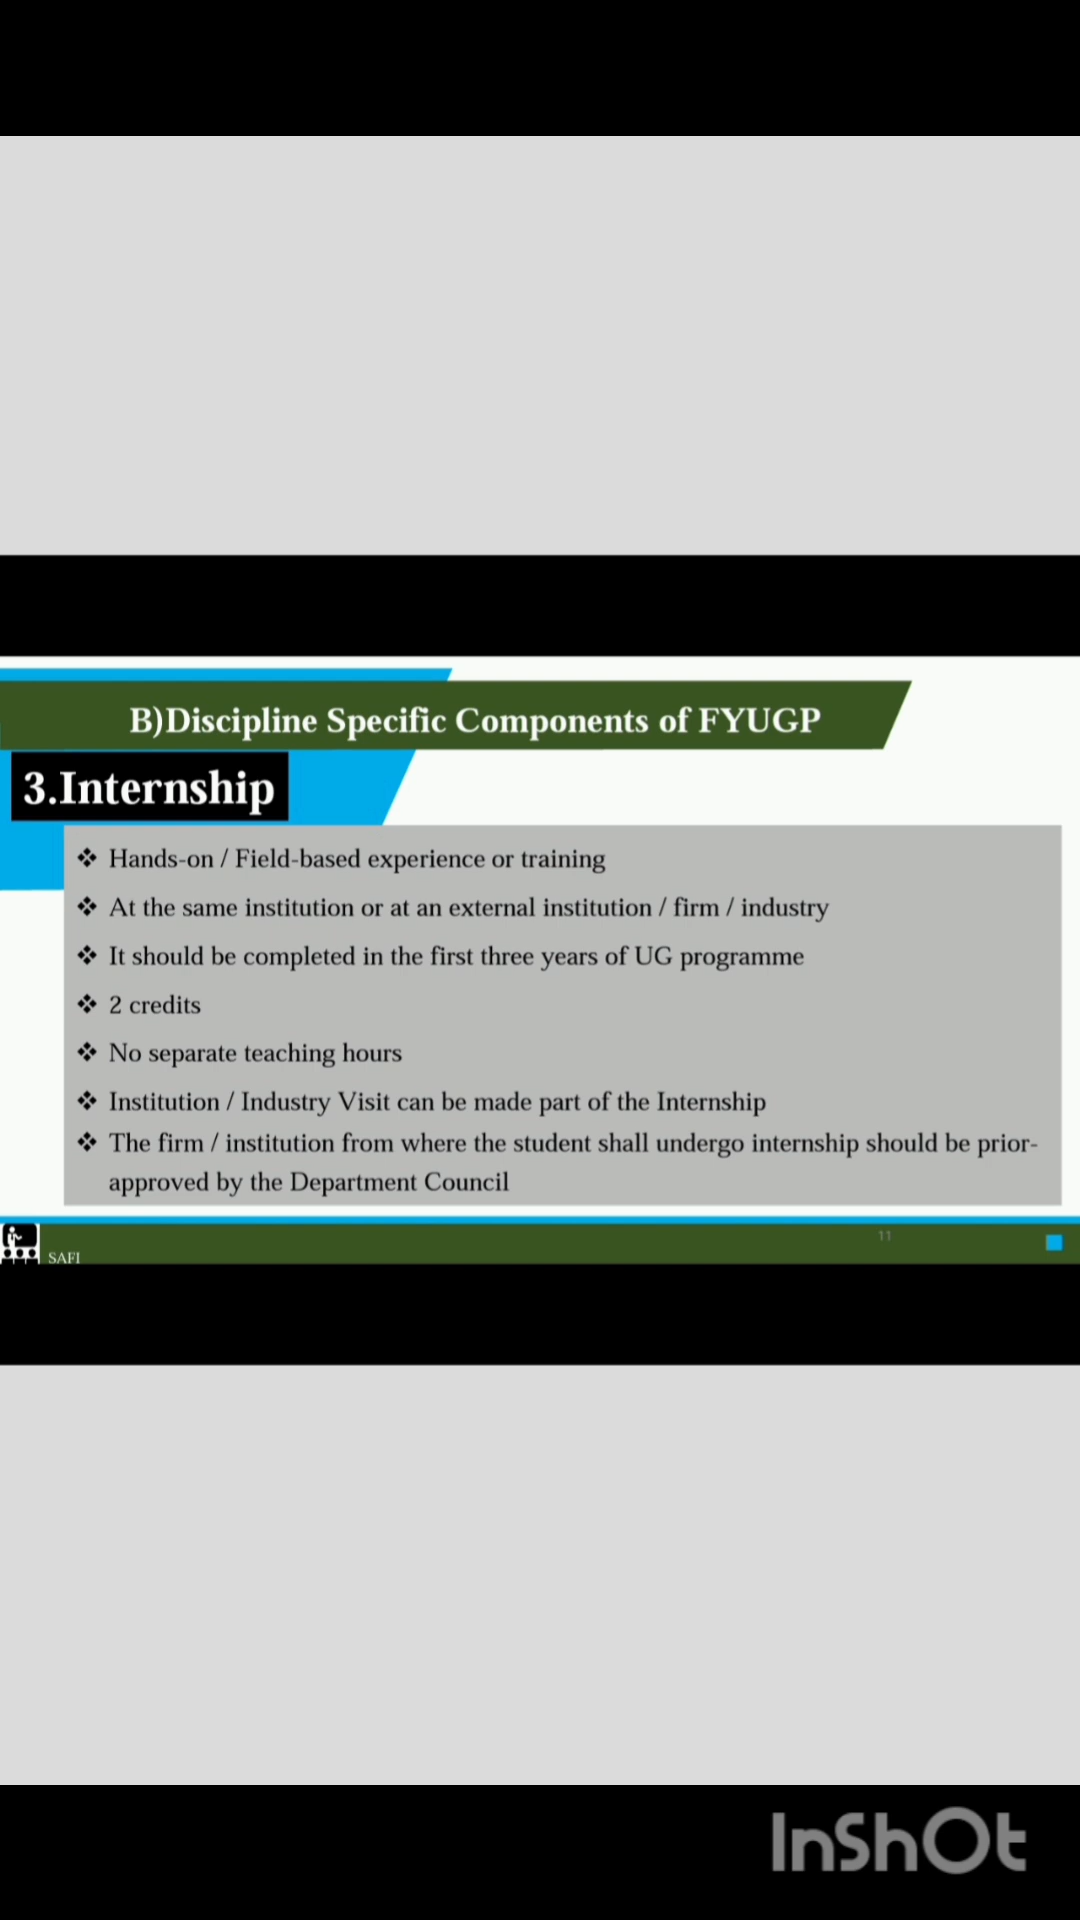 B)Discipline Specific Components of FYUGP
3.Internship
❖ Hands-on / Field-based experience or training
❖ At the same institution or at an external institution / firm / industry
❖ It should be completed in the first three years of UG programme
❖ 2 credits
❖ No separate teaching hours
❖ Institution / Industry Visit can be made part of the Internship
❖ The firm / institution from where the student shall undergo internship should be prior-
approved by the Department Council
11
SAFI
InShOt